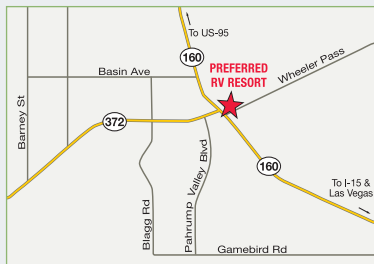 To US-95
160
PREFERRED
RV RESORT
Wheeler Pass
Basin Ave
Barney St
372
Blagg Rd
Pahrump
Valley Blvd
160
To I-15 &
Las Vegas
Gamebird Rd